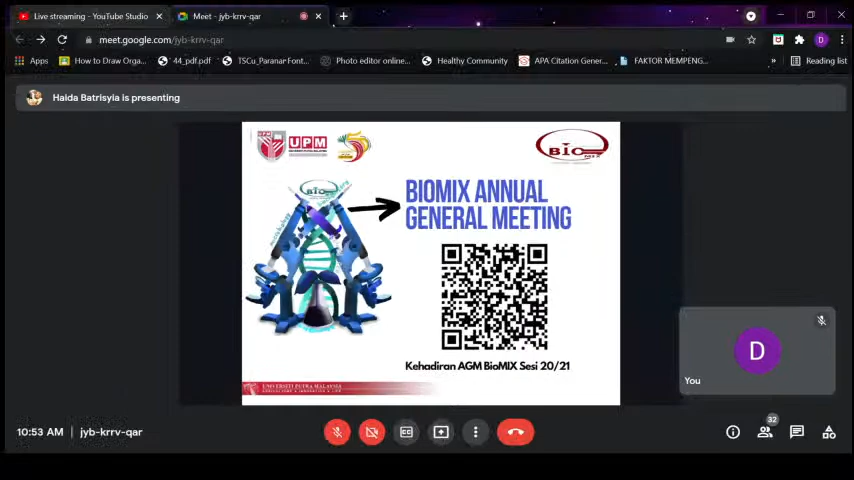 Live streaming - YouTube Studio
Meet - jyb-krrv-qar
meet.google.com/jyb-krrv-qar
D
Apps
How to Draw Orga...
44_pdf.pdf
TSCu_Paranar Font...
Photo editor online...
Healthy Community
APA Citation Gener...
FAKTOR MEMPENG...
»
Reading list
Haida Batrisyia is presenting
UPM
BIO
BIO
BIOMIX ANNUAL
GENERAL MEETING
Kehadiran AGM BioMIX Sesi 20/21
UNIVERSITI PUTRA MALAYSIA
D
You
10:53 AM | jyb-krrv-qar
CC
32